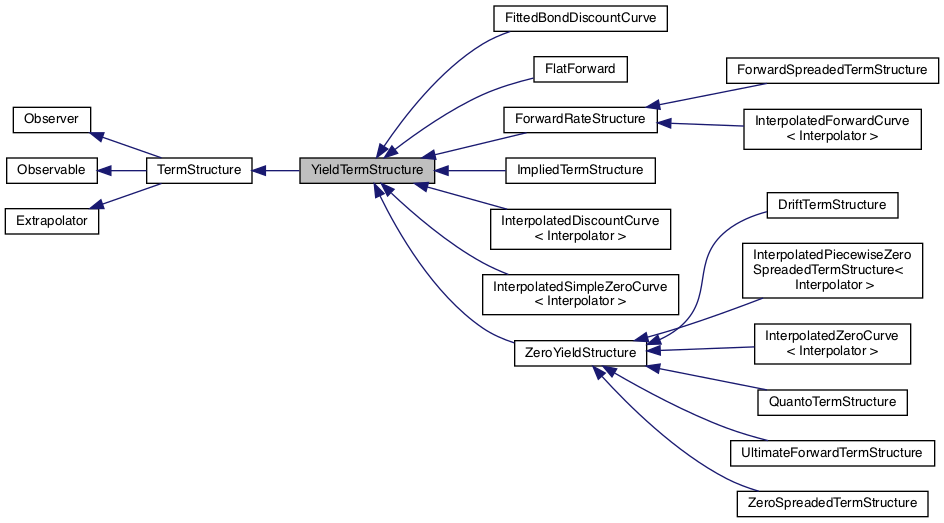 Observer
Observable
Extrapolator
TermStructure
YieldTermStructure
FittedBondDiscountCurve
FlatForward
ForwardRateStructure
ImpliedTermStructure
InterpolatedDiscountCurve
< Interpolator >
InterpolatedSimpleZeroCurve
< Interpolator >
ZeroYieldStructure
ForwardSpreadedTermStructure
InterpolatedForwardCurve
< Interpolator >
DriftTermStructure
InterpolatedPiecewiseZero
SpreadedTermStructure<
Interpolator >
InterpolatedZeroCurve
< Interpolator >
QuantoTermStructure
UltimateForwardTermStructure
ZeroSpreadedTermStructure